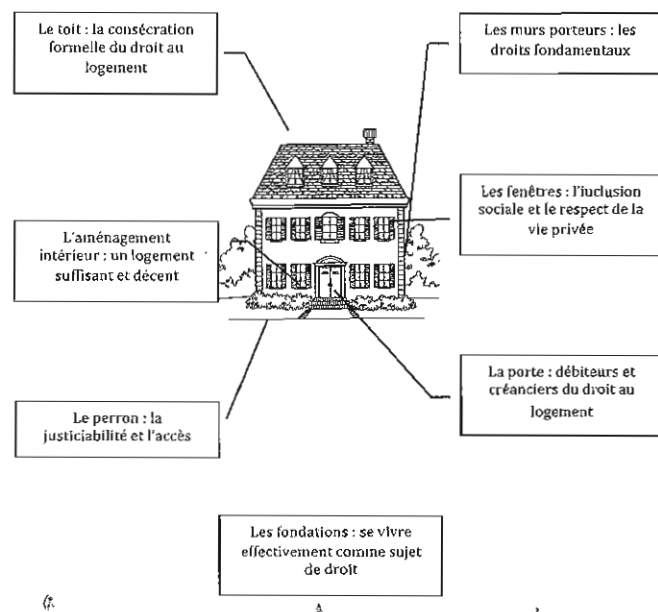 Le toit : la consécration
formelle du droit au
logement
Les murs porteurs : les
droits fondamentaux
Les fenêtres : l'iuclusion
sociale et le respect de la
vie privée
L'aménagement
intérieur : un logement
suffisant et décent
La porte : débiteurs et
créanciers du droit au
logement
Le perron : la
justiciabilité et l'accès
Les fondations : se vivre
effectivement comme sujet
de droit